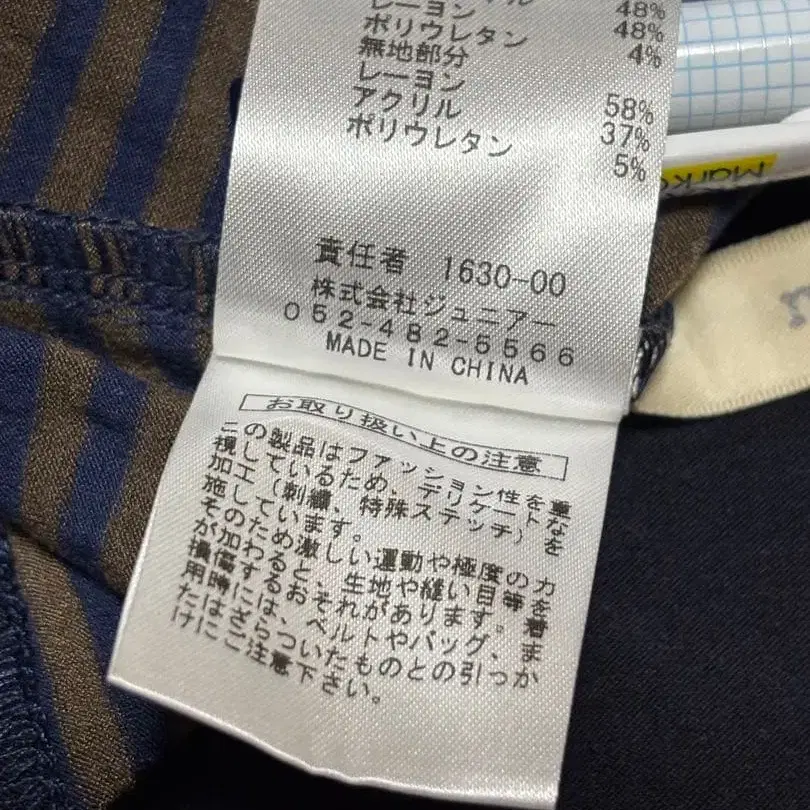 レーヨン 48%
ポリウレタン 48%
無地部分 4%
レーヨン
アクリル 58%
ポリウレタン 37%
5%
責任者 1630-00
株式会社ジュニアー
052-482-5566
MADE IN CHINA
お取り扱い上の注意
この製品はファッション性を重
視しているため、デリケートな
加工（刺繍、特殊ステッチ）を
施しています。
そのため激しい運動や極度の力
が加わると、生地や縫い目等を
損傷するおそれがあります。着
用時には、ベルトやバッグ、ま
たはざらついたものとの引っか
けにご注意下さい。
Mark